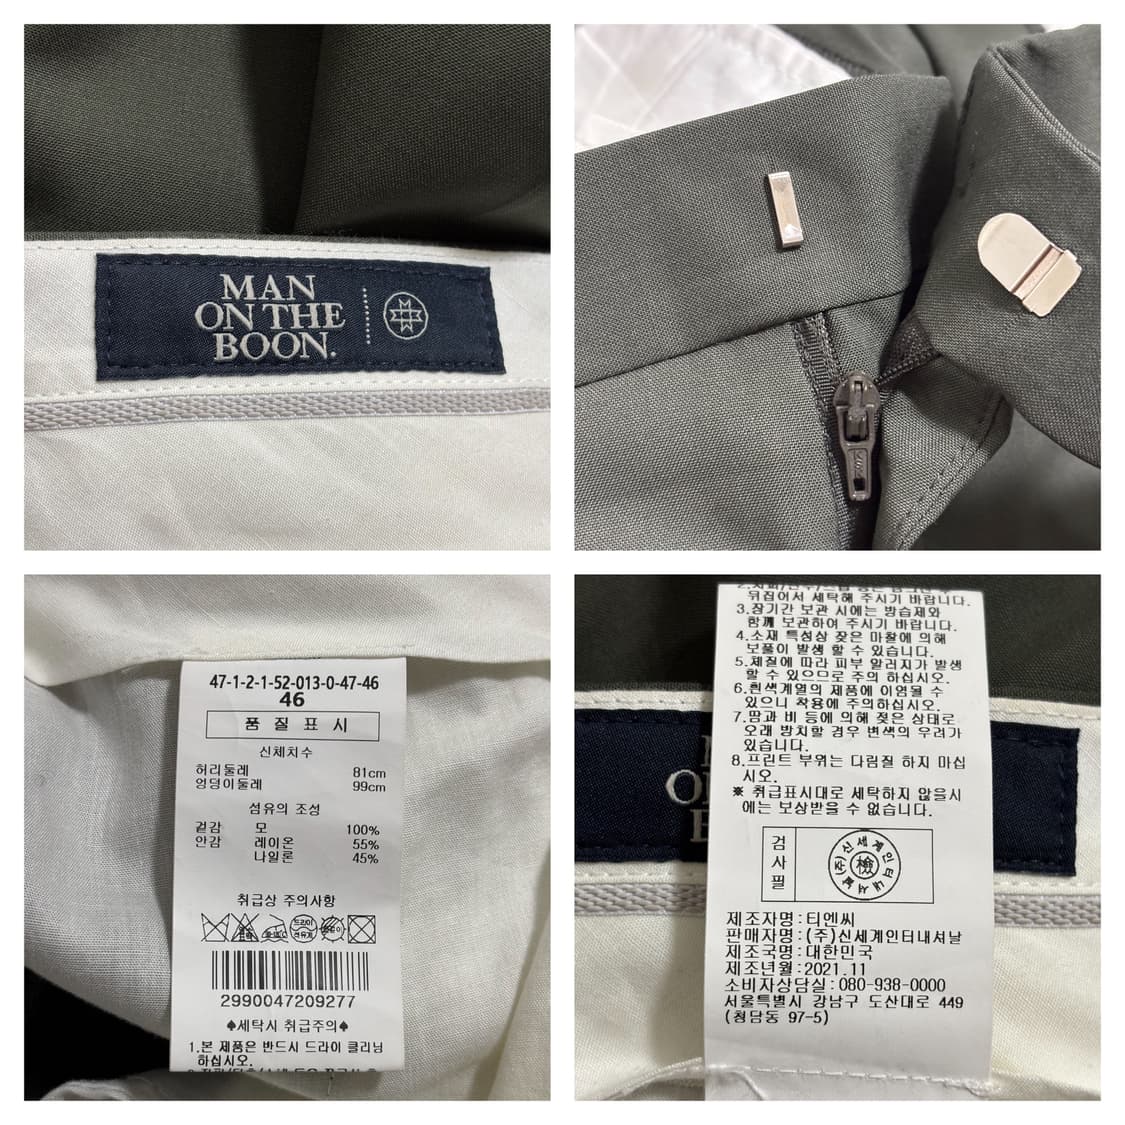 MAN
ON THE
BOON.
47-1-2-1-52-013-0-47-46
46
품 질 표 시
신체치수
허리둘레 81cm
엉덩이둘레 99cm
섬유의 조성
겉감 모 100%
안감 레이온 55%
나일론 45%
취급상 주의사항
드라이
석유계
2990047209277
♠세탁시 취급주의♠
1.본 제품은 반드시 드라이 클리닝
하십시오.
뒤집어서 세탁해 주시기 바랍니다.
3.장기간 보관 시에는 방습제와
함께 보관하여 주시기 바랍니다.
4.소재 특성상 잦은 마찰에 의해
보풀이 발생 할 수 있습니다.
5.체질에 따라 피부 알러지가 발생
할 수 있으므로 주의 하십시오.
6.흰색계열의 제품에 이염될 수
있으니 착용에 주의하십시오.
7.땀과 비 등에 의해 젖은 상태로
오래 방치할 경우 변색의 우려가
있습니다.
8.프린트 부위는 다림질 하지 마십
시오.
※ 취급표시대로 세탁하지 않을시
에는 보상받을 수 없습니다.
검
사
필
(주)신세계인터내셔날
檢
제조자명:티엔씨
판매자명:(주)신세계인터내셔날
제조국명:대한민국
제조년월:2021.11
소비자상담실:080-938-0000
서울특별시 강남구 도산대로 449
(청담동 97-5)